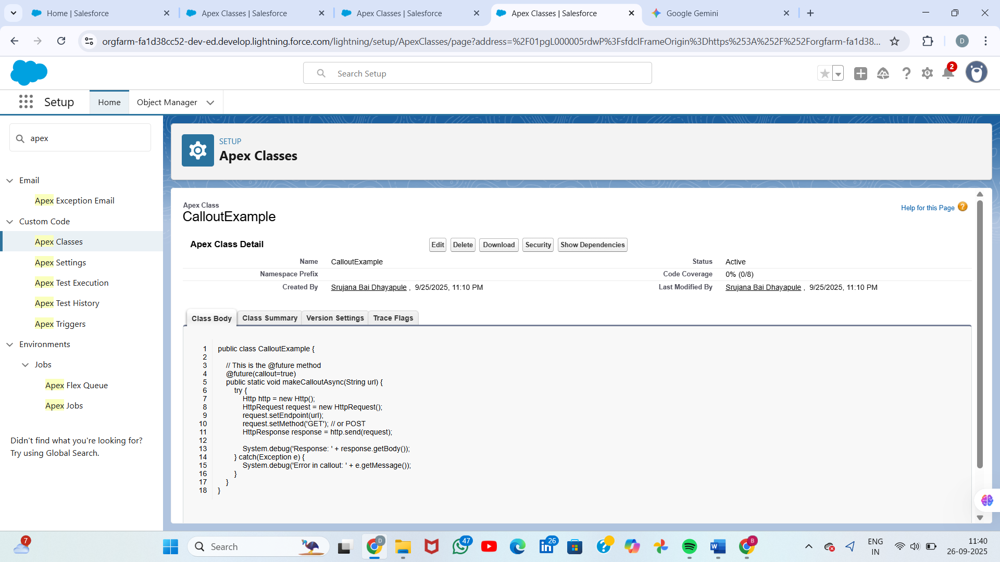 Home | Salesforce
Apex Classes | Salesforce
Apex Classes | Salesforce
Apex Classes | Salesforce
Google Gemini
orgfarm-fa1d38cc52-dev-ed.develop.lightning.force.com/lightning/setup/ApexClasses/page?address=%2F01pgL000005rdwP%3FsfdcIFrameOrigin%3Dhttps%253A%252F%252Forgfarm-fa1d38...
D
Search Setup
2
Setup
Home
Object Manager
apex
Email
Apex Exception Email
Custom Code
Apex Classes
Apex Settings
Apex Test Execution
Apex Test History
Apex Triggers
Environments
Jobs
Apex Flex Queue
Apex Jobs
Didn't find what you're looking for?
Try using Global Search.
SETUP
Apex Classes
Apex Class
CalloutExample
Help for this Page
Apex Class Detail
Edit
Delete
Download
Security
Show Dependencies
Name CalloutExample
Status Active
Namespace Prefix
Code Coverage 0% (0/8)
Created By Srujana Bai Dhayapule , 9/25/2025, 11:10 PM
Last Modified By Srujana Bai Dhayapule , 9/25/2025, 11:10 PM
Class Body
Class Summary
Version Settings
Trace Flags
1 public class CalloutExample {
2
3 // This is the @future method
4 @future(callout=true)
5 public static void makeCalloutAsync(String url) {
6 try {
7 Http http = new Http();
8 HttpRequest request = new HttpRequest();
9 request.setEndpoint(url);
10 request.setMethod('GET'); // or POST
11 HttpResponse response = http.send(request);
12
13 System.debug('Response: ' + response.getBody());
14 } catch(Exception e) {
15 System.debug('Error in callout: ' + e.getMessage());
16 }
17 }
18 }
7
Search
D
47
26
B
ENG
IN
11:40
26-09-2025